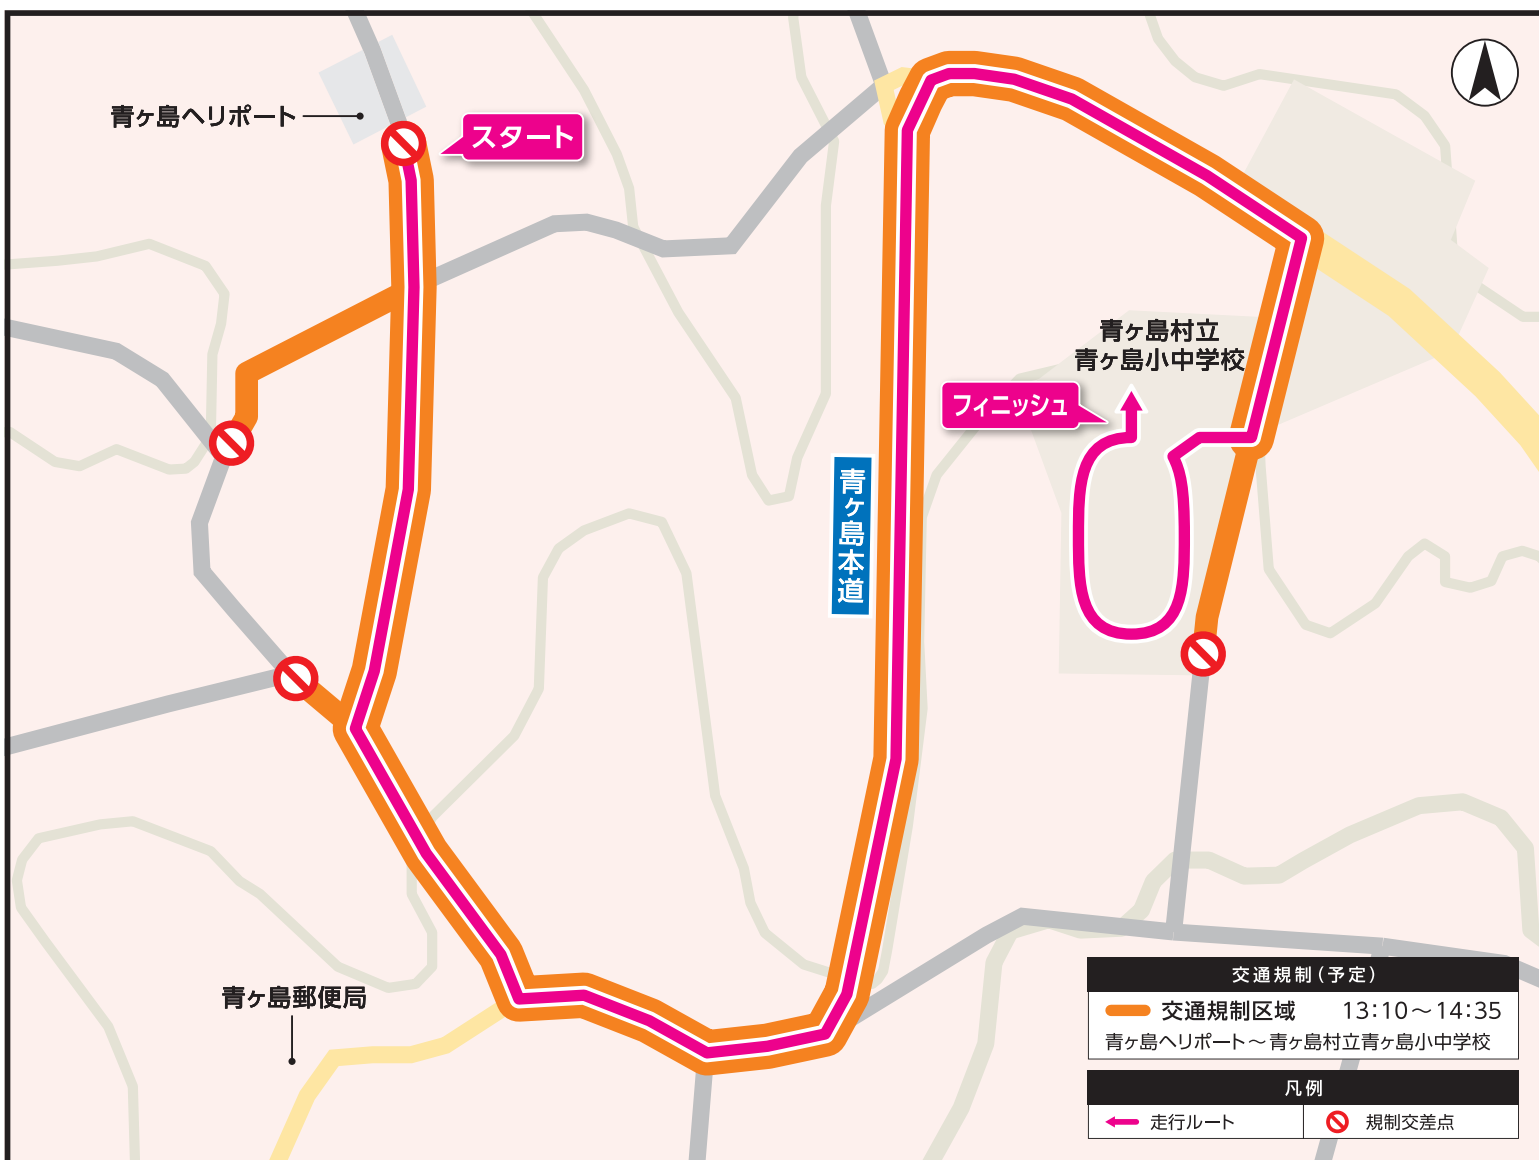 青ヶ島ヘリポート
スタート
青ヶ島村立
青ヶ島小中学校
フィニッシュ
青ヶ島本道
青ヶ島郵便局
交通規制(予定)
交通規制区域 13:10～14:35
青ヶ島ヘリポート～青ヶ島村立青ヶ島小中学校
凡例
走行ルート
規制交差点